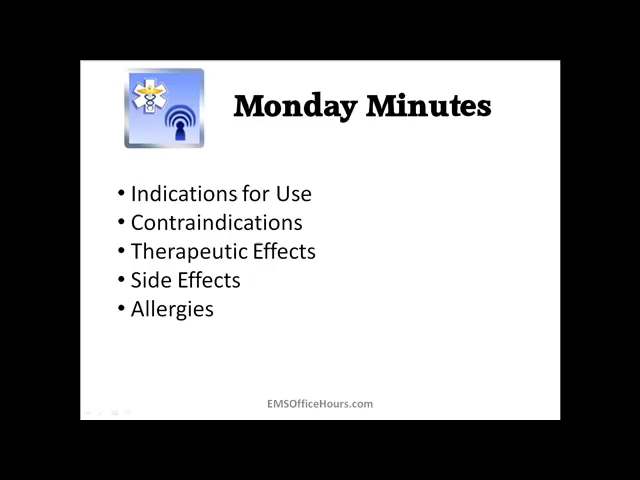 Monday Minutes
• Indications for Use
• Contraindications
• Therapeutic Effects
• Side Effects
• Allergies
EMSOfficeHours.com